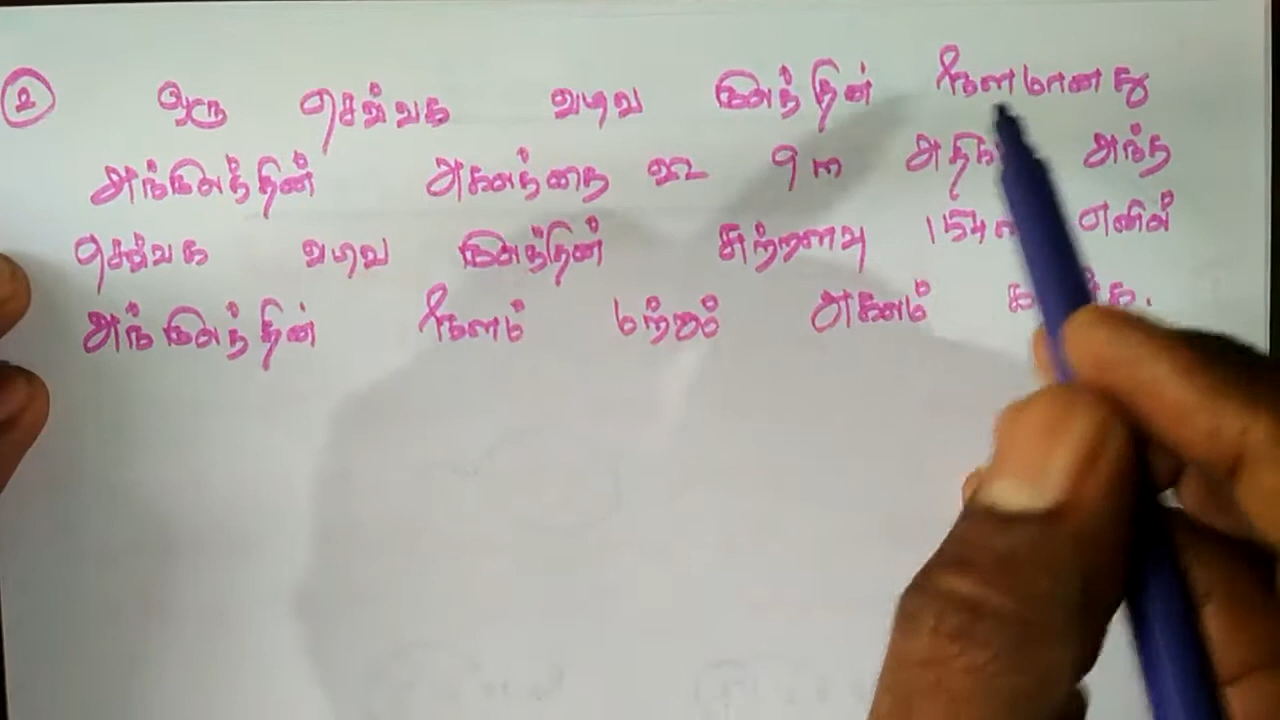 ② ஒரு செவ்வக வடிவ நிலத்தின் நீளமானது
அந்நிலத்தின் அகலத்தை விட 9 m அந்த
செவ்வக வடிவ நிலத்தின் சுற்றளவு 154 எனில்
அந்நிலத்தின் நீளம் மற்றும் அகலம்